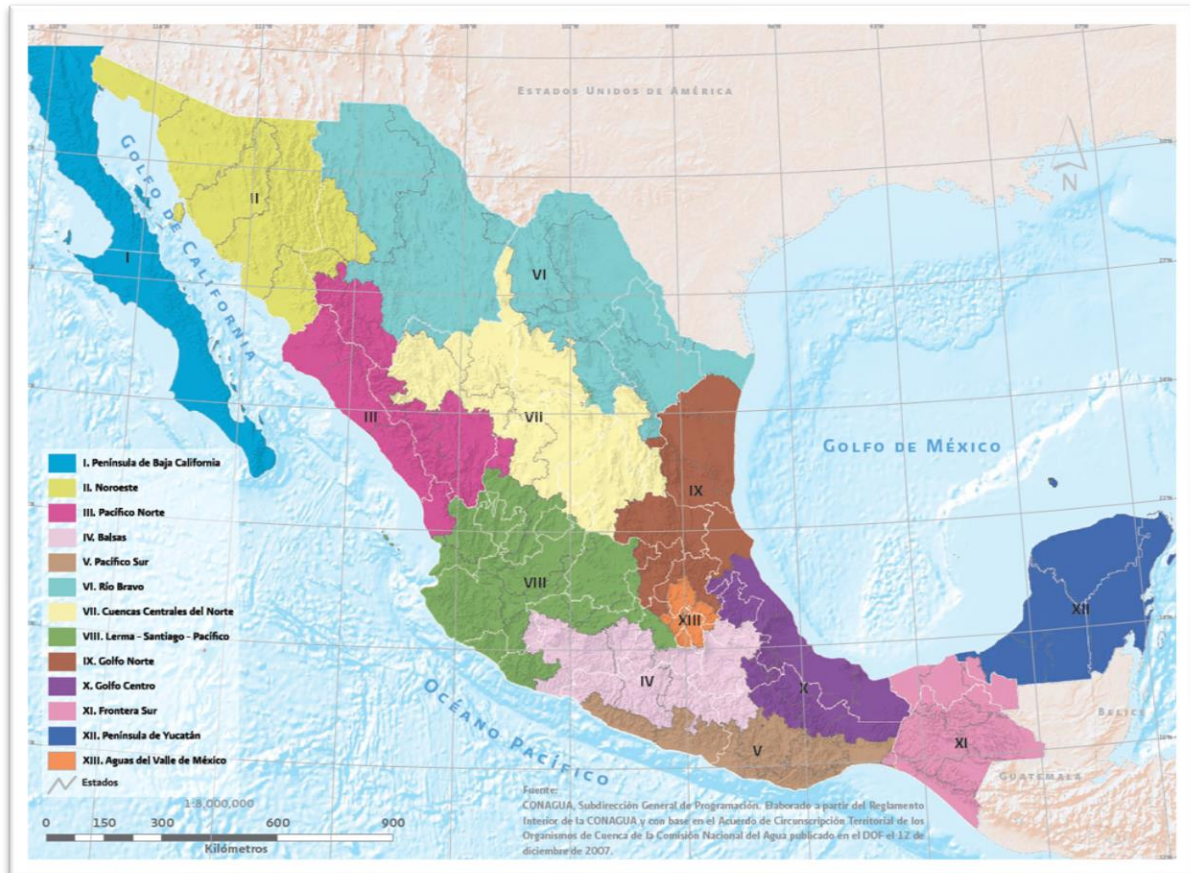 ESTADOS UNIDOS DE AMÉRICA
N
GOLFO DE CALIFORNIA
I
II
VI
III
VII
GOLFO DE MÉXICO
IX
VIII
XIII
XII
IV
X
V
XI
OCÉANO PACÍFICO
BELICE
GUATEMALA
I. Península de Baja California
II. Noroeste
III. Pacífico Norte
IV. Balsas
V. Pacífico Sur
VI. Río Bravo
VII. Cuencas Centrales del Norte
VIII. Lerma - Santiago - Pacífico
IX. Golfo Norte
X. Golfo Centro
XI. Frontera Sur
XII. Península de Yucatán
XIII. Aguas del Valle de México
Estados
1:8,000,000
0 150 300 600 900
Kilómetros
Fuente:
CONAGUA, Subdirección General de Programación. Elaborado a partir del Reglamento
Interior de la CONAGUA y con base en el Acuerdo de Circunscripción Territorial de los
Organismos de Cuenca de la Comisión Nacional del Agua publicado en el DOF el 12 de
diciembre de 2007.